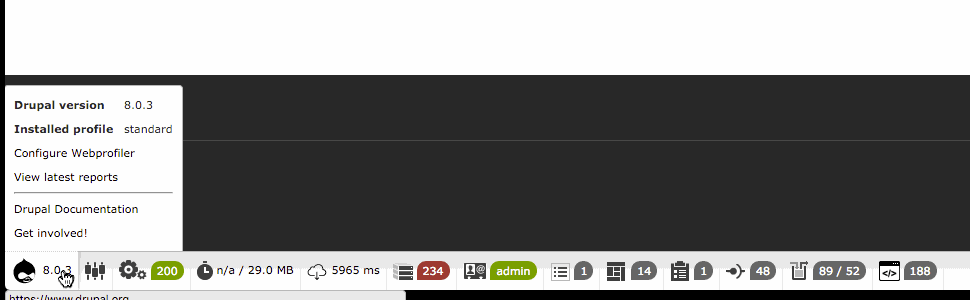 Drupal version 8.0.3
Installed profile standard
Configure Webprofiler
View latest reports
Drupal Documentation
Get involved!
8.0.3 200 n/a / 29.0 MB 5965 ms 234 admin 1 14 1 48 89 / 52 188
https://www.drupal.org